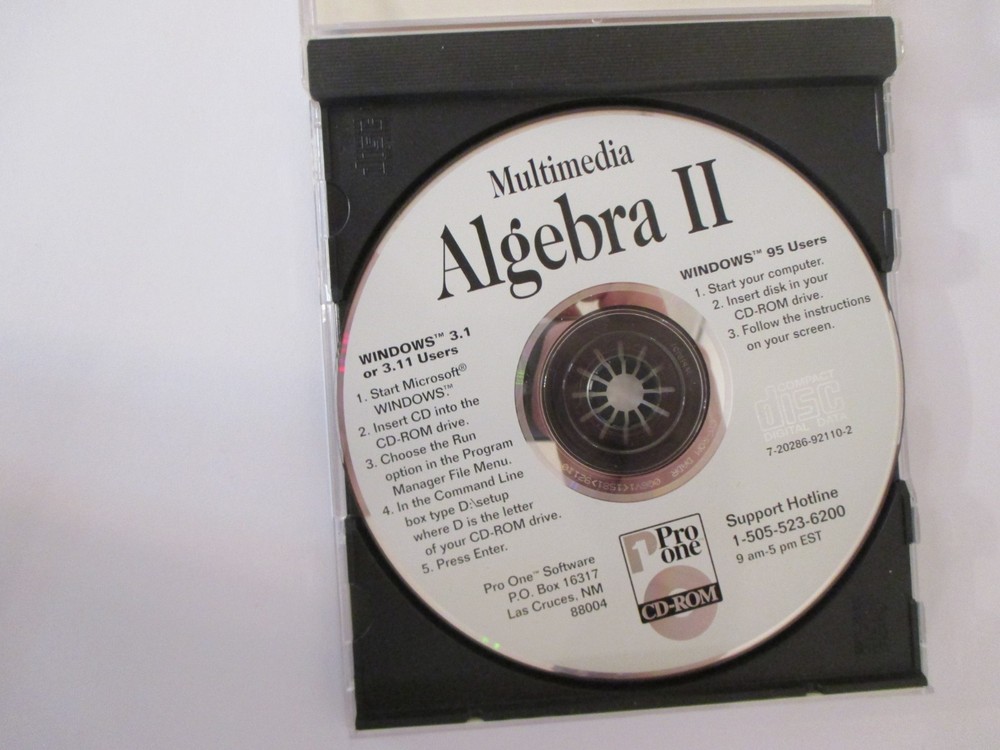 Multimedia
Algebra II
WINDOWS™ 95 Users
1. Start your computer.
2. Insert disk in your
CD-ROM drive.
3. Follow the instructions
on your screen.
WINDOWS™ 3.1
or 3.11 Users
1. Start Microsoft®
WINDOWS™.
2. Insert CD into the
CD-ROM drive.
3. Choose the Run
option in the Program
Manager File Menu.
4. In the Command Line
box type D:\setup
where D is the letter
of your CD-ROM drive.
5. Press Enter.
COMPACT
disc
DIGITAL DATA
7-20286-92110-2
Pro One™ Software
P.O. Box 16317
Las Cruces, NM
88004
1 Pro
one
CD-ROM
Support Hotline
1-505-523-6200
9 am-5 pm EST